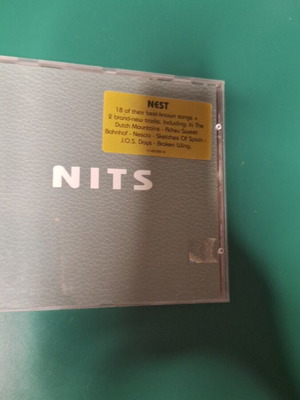 NEST
18 of their best-known songs +
2 brand-new tracks, including: In The
Dutch Mountains - Adieu Sweet
Bahnhof - Nescio - Sketches Of Spain -
J.O.S. Days - Broken Wing.
NITS